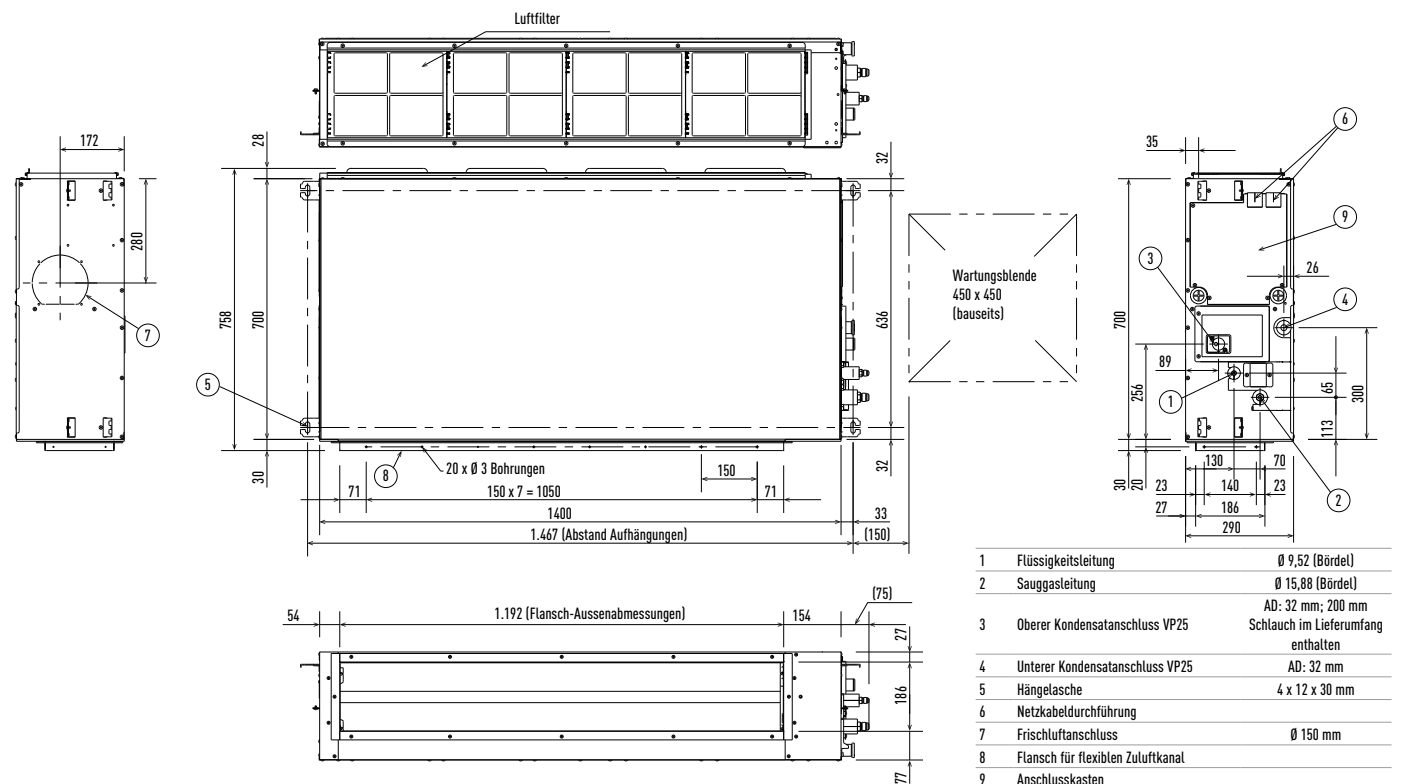 Luftfilter
172
280
7
28
758
700
30
5
8
32
636
32
Wartungsblende
450 x 450
(bauseits)
20 x Ø 3 Bohrungen
150
71
150 x 7 = 1050
71
1400
33
1.467 (Abstand Aufhängungen)
(150)
35
6
9
3
26
4
700
89
256
1
65
300
113
130
70
30
20
23
140
23
27
186
290
2
54
1.192 (Flansch-Aussenabmessungen)
154
(75)
27
186
77
1 Flüssigkeitsleitung Ø 9,52 (Bördel)
2 Sauggasleitung Ø 15,88 (Bördel)
3 Oberer Kondensatanschluss VP25 AD: 32 mm; 200 mm
Schlauch im Lieferumfang
enthalten
4 Unterer Kondensatanschluss VP25 AD: 32 mm
5 Hängelasche 4 x 12 x 30 mm
6 Netzkabeldurchführung
7 Frischluftanschluss Ø 150 mm
8 Flansch für flexiblen Zuluftkanal
9 Anschlusskasten